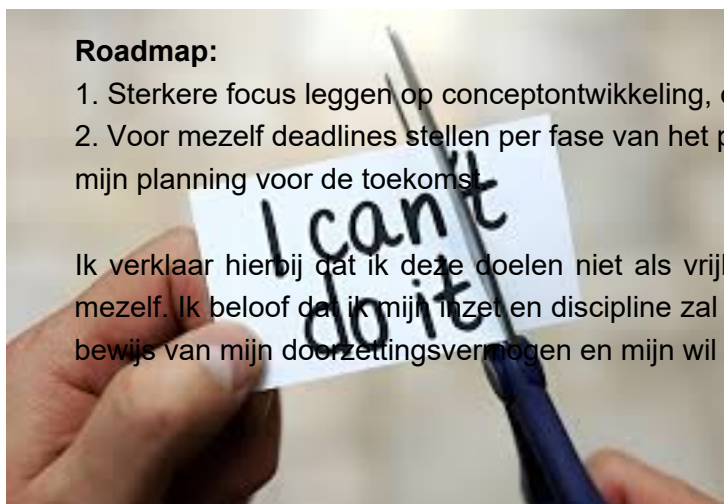 Roadmap:
1. Sterkere focus leggen op conceptontwikkeling,
2. Voor mezelf deadlines stellen per fase van het
mijn planning voor de toekomst.
I can't
do it
Ik verklaar hierbij dat ik deze doelen niet als
mezelf. Ik beloof dat ik mijn inzet en discipline zal
bewijs van mijn doorzettingsvermogen en mijn wil